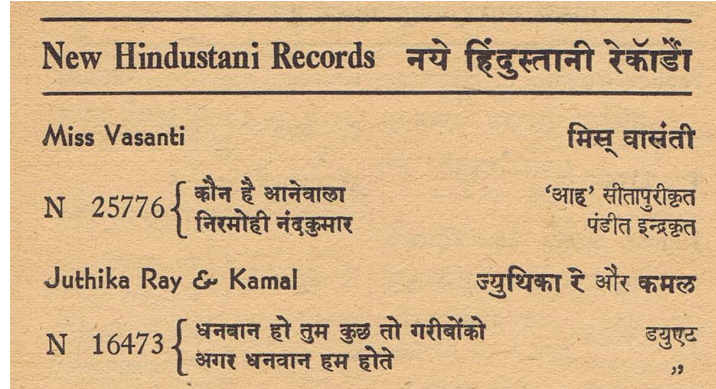 New Hindustani Records नये हिंदुस्तानी रेकॉर्डें
Miss Vasanti मिस् वासंती
N 25776 { कौन है आनेवाला 'आह' सीतापुरीकृत
निरमोही नंदकुमार पंडीत इन्द्रकृत
Juthika Ray & Kamal ज्युथिका रे और कमल
N 16473 { धनवान हो तुम कुछ तो गरीबोंको डयुएट
अगर धनवान हम होते ,,